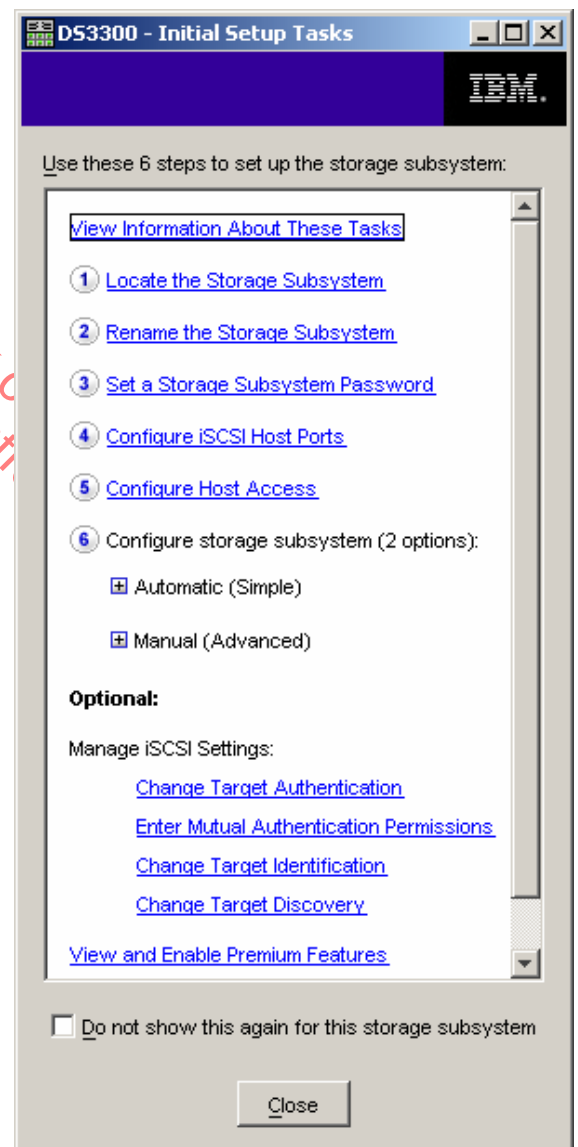 DS3300 - Initial Setup Tasks
IBM.
Use these 6 steps to set up the storage subsystem:
View Information About These Tasks
1 Locate the Storage Subsystem
2 Rename the Storage Subsystem
3 Set a Storage Subsystem Password
4 Configure iSCSI Host Ports
5 Configure Host Access
6 Configure storage subsystem (2 options):
Automatic (Simple)
Manual (Advanced)
Optional:
Manage iSCSI Settings:
Change Target Authentication
Enter Mutual Authentication Permissions
Change Target Identification
Change Target Discovery
View and Enable Premium Features
Do not show this again for this storage subsystem
Close